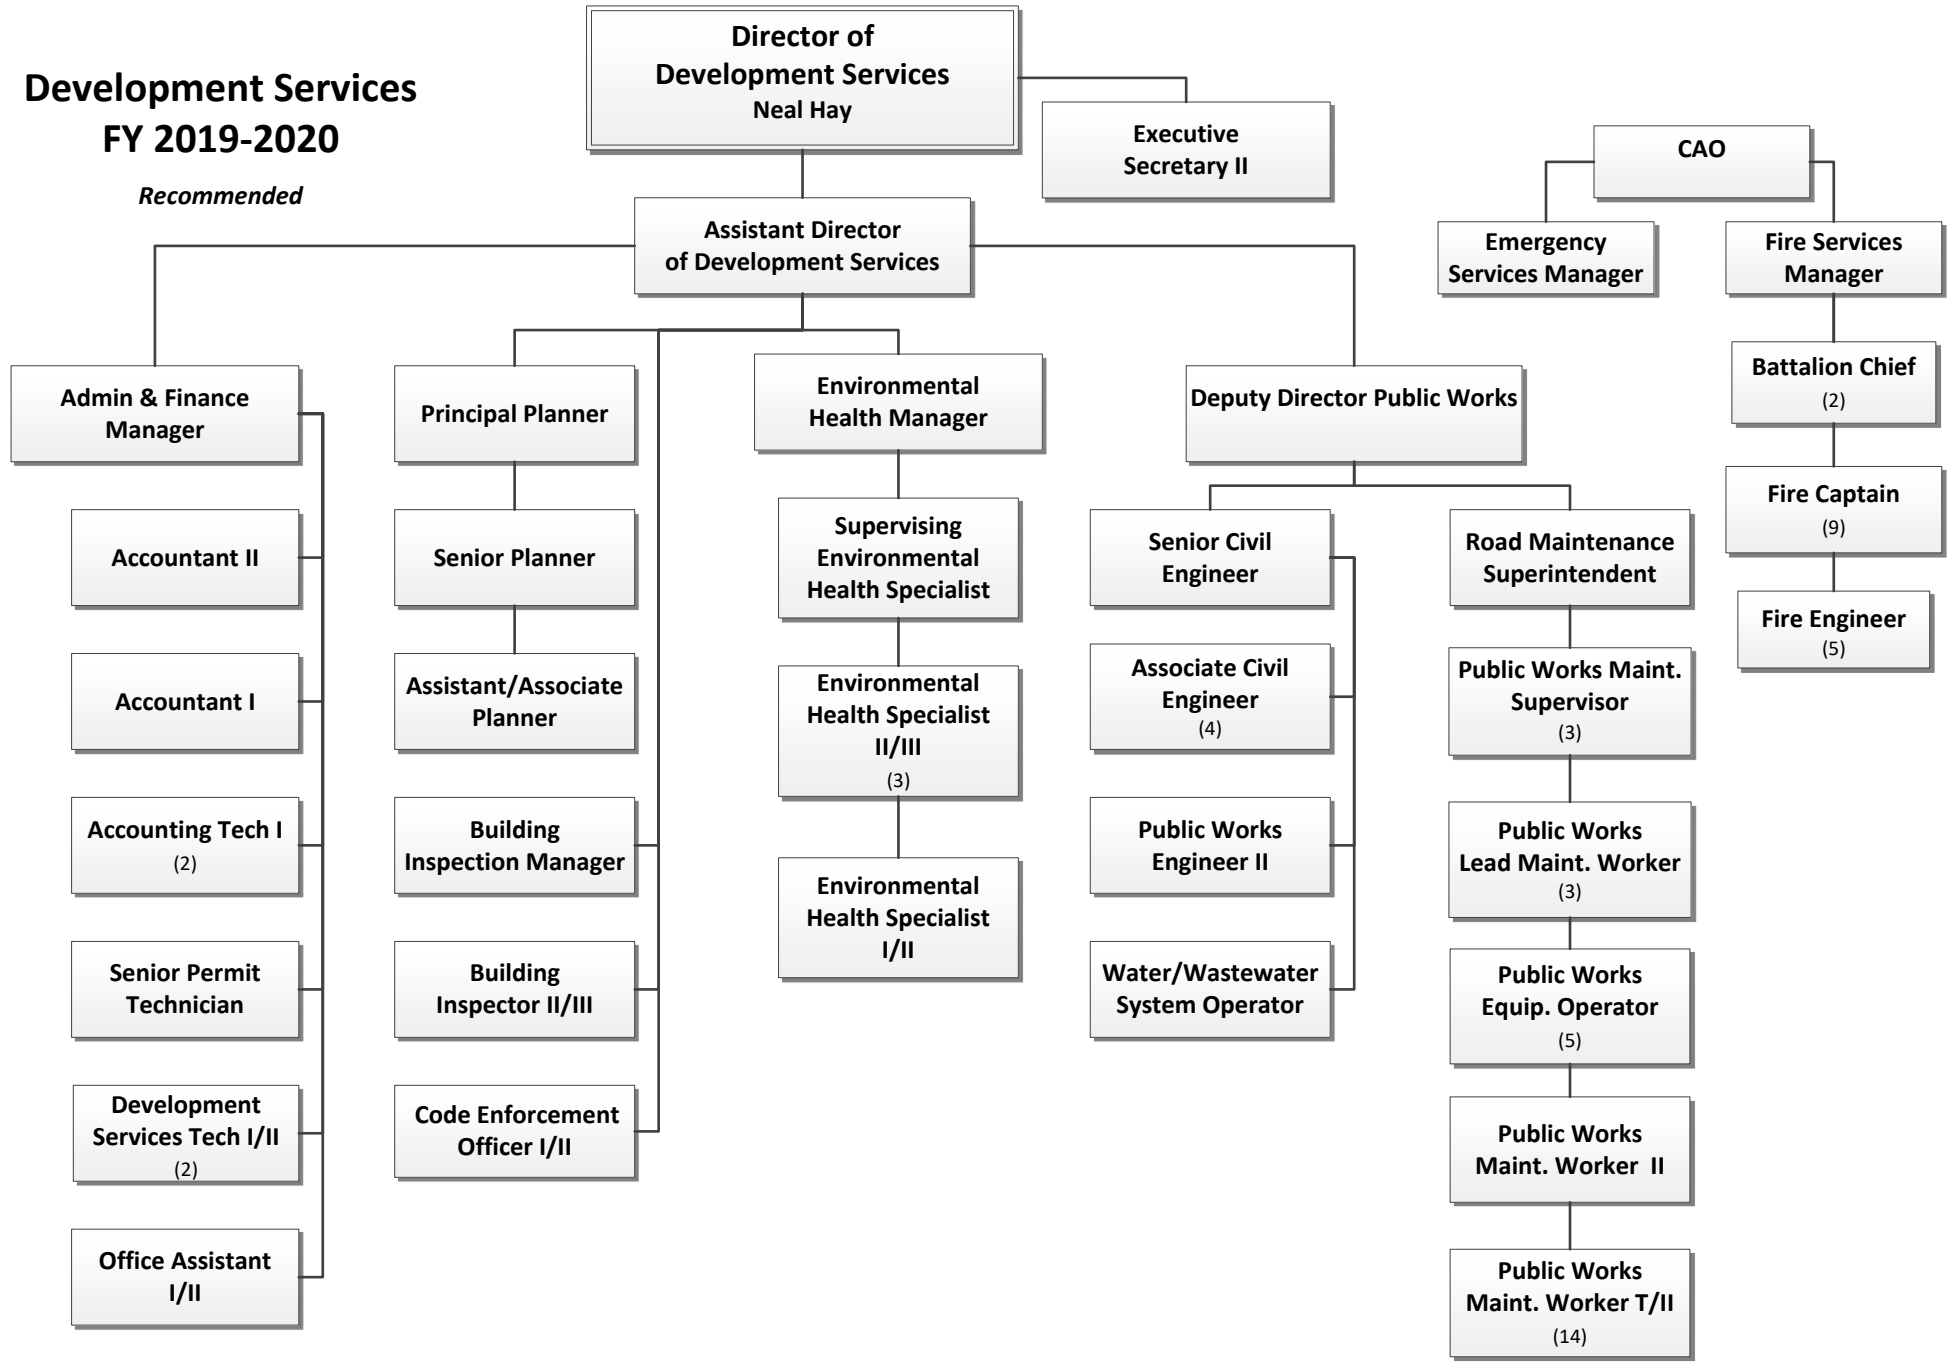 Development Services
FY 2019-2020
Recommended
Director of
Development Services
Neal Hay
Executive
Secretary II
Assistant Director
of Development Services
Admin & Finance
Manager
Accountant II
Accountant I
Accounting Tech I
(2)
Senior Permit
Technician
Development
Services Tech I/II
(2)
Office Assistant
I/II
Principal Planner
Senior Planner
Assistant/Associate
Planner
Building
Inspection Manager
Building
Inspector II/III
Code Enforcement
Officer I/II
Environmental
Health Manager
Supervising
Environmental
Health Specialist
Environmental
Health Specialist
II/III
(3)
Environmental
Health Specialist
I/II
Deputy Director Public Works
Senior Civil
Engineer
Associate Civil
Engineer
(4)
Public Works
Engineer II
Water/Wastewater
System Operator
Road Maintenance
Superintendent
Public Works Maint.
Supervisor
(3)
Public Works
Lead Maint. Worker
(3)
Public Works
Equip. Operator
(5)
Public Works
Maint. Worker  II
Public Works
Maint. Worker T/II
(14)
CAO
Emergency
Services Manager
Fire Services
Manager
Battalion Chief
(2)
Fire Captain
(9)
Fire Engineer
(5)